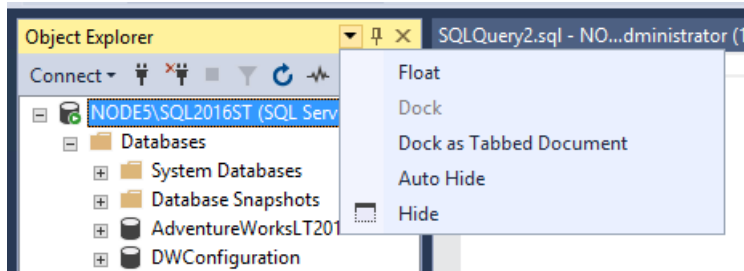 Object Explorer
SQLQuery2.sql - NO...dministrator (1
Connect
Float
NODE5\SQL2016ST (SQL Serv
Dock
Databases
Dock as Tabbed Document
System Databases
Auto Hide
Database Snapshots
Hide
AdventureWorksLT201
DWConfiguration